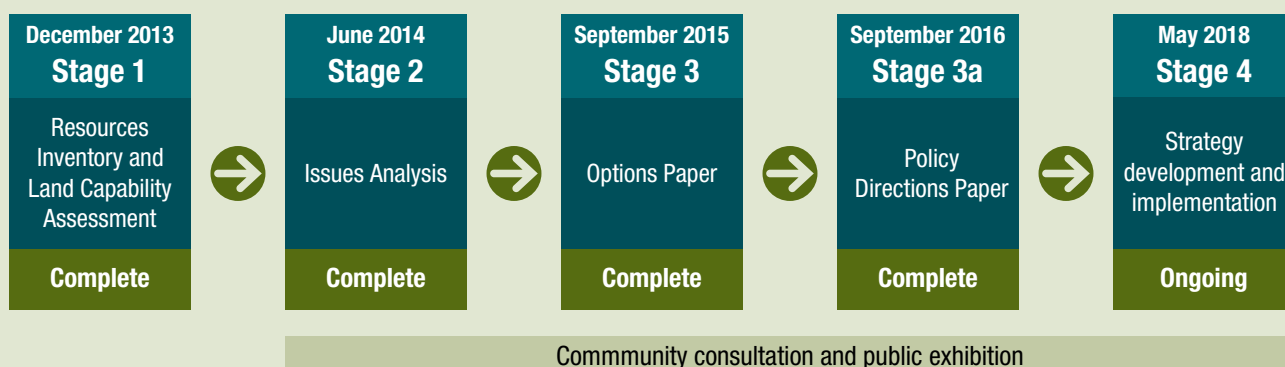 December 2013
Stage 1
Resources
Inventory and
Land Capability
Assessment
Complete
June 2014
Stage 2
Issues Analysis
Complete
September 2015
Stage 3
Options Paper
Complete
September 2016
Stage 3a
Policy
Directions Paper
Complete
May 2018
Stage 4
Strategy
development and
implementation
Ongoing
Commmunity consultation and public exhibition